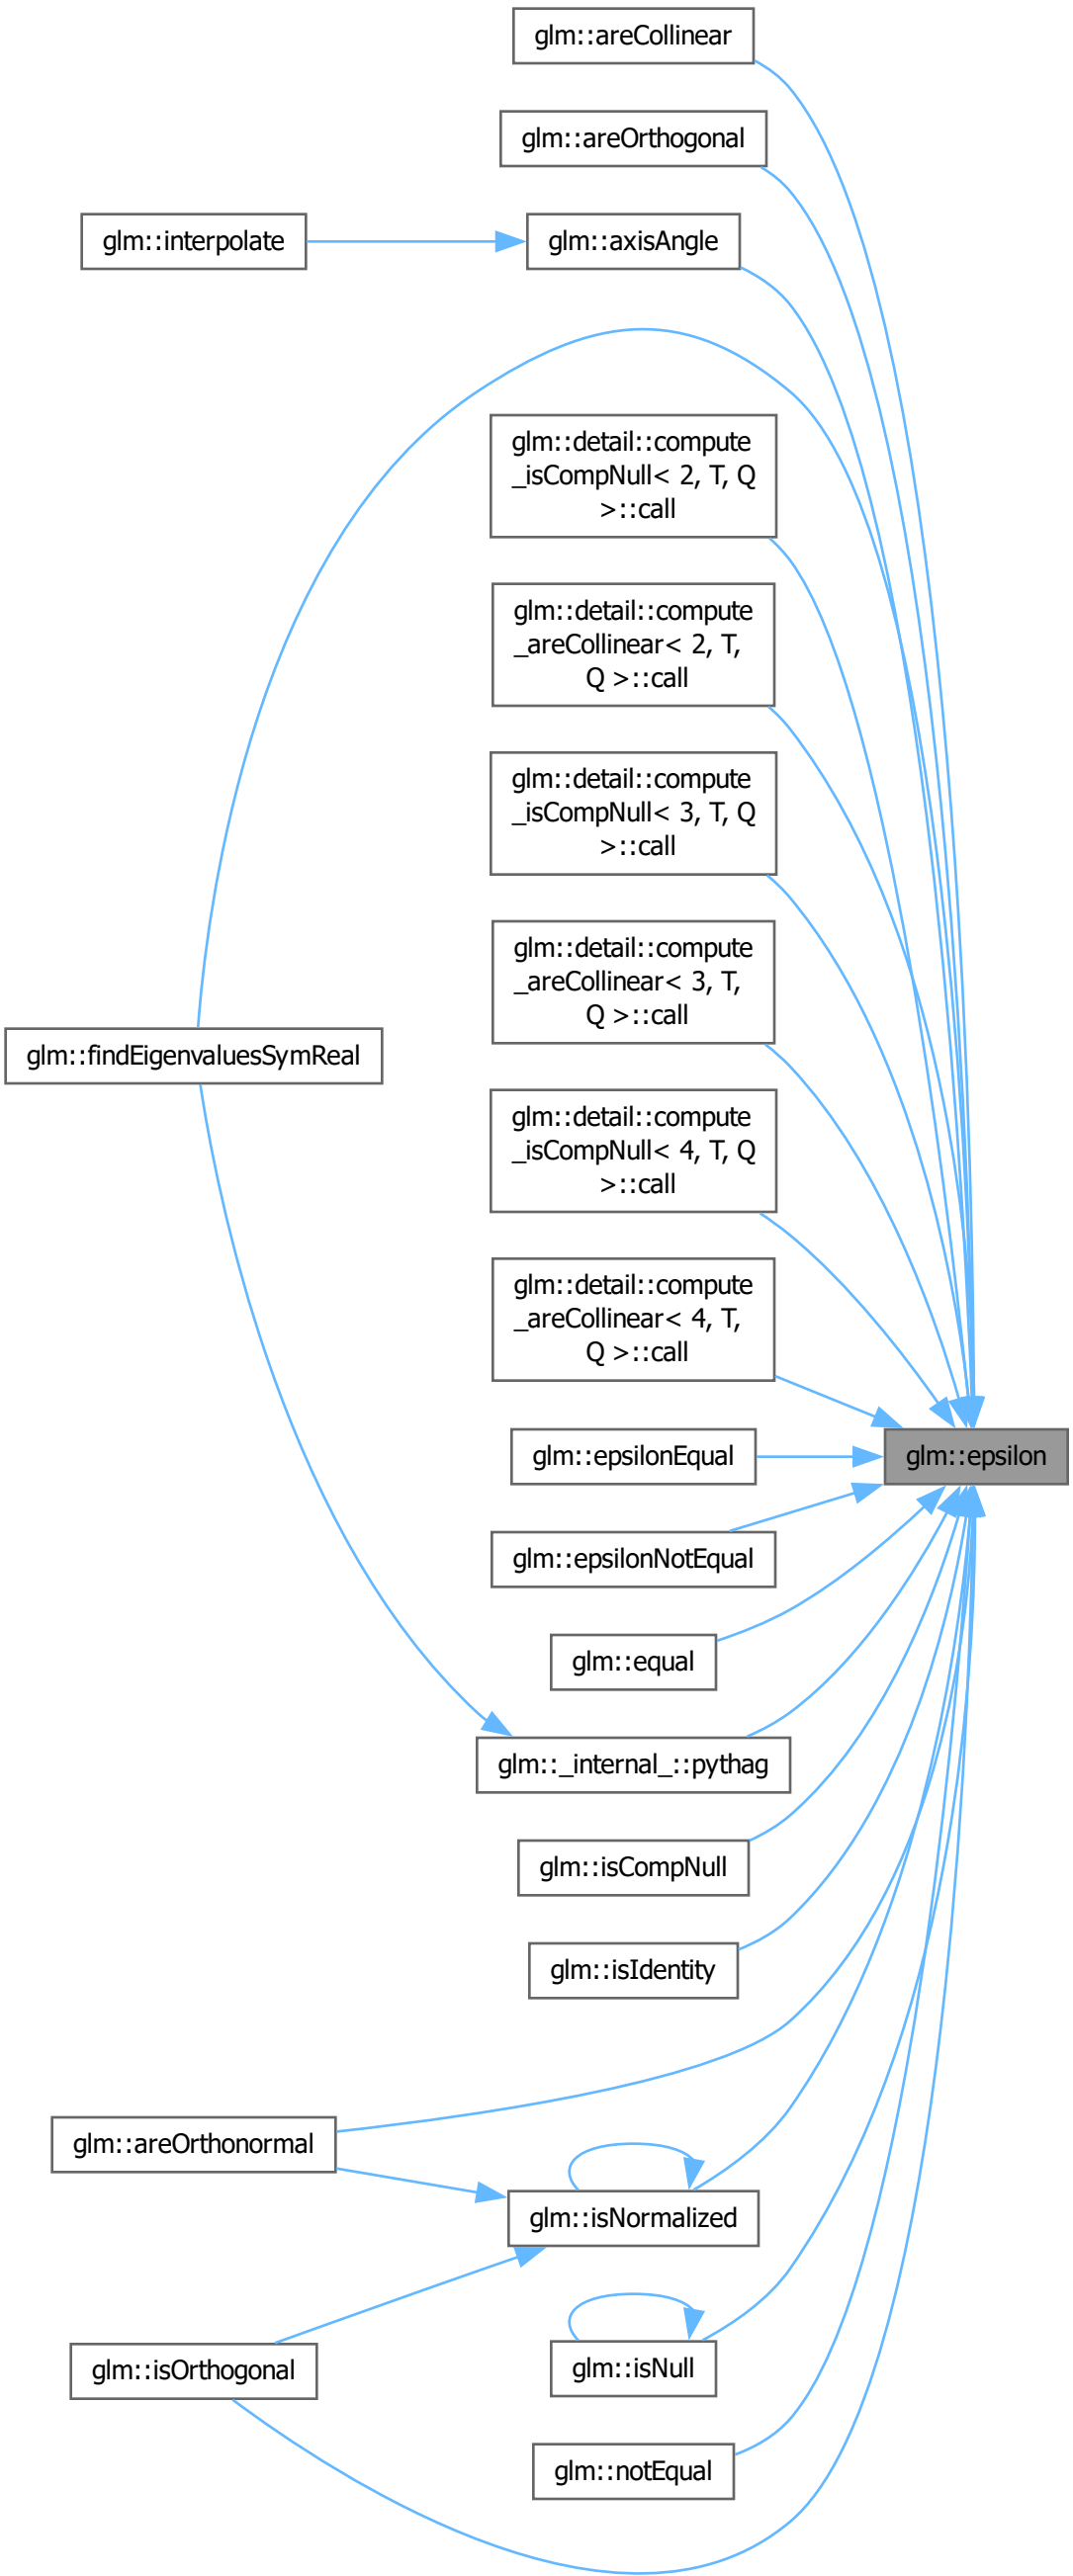 glm::areCollinear
glm::areOrthogonal
glm::interpolate
glm::axisAngle
glm::detail::compute
_isCompNull< 2, T, Q
>::call
glm::detail::compute
_areCollinear< 2, T,
Q >::call
glm::detail::compute
_isCompNull< 3, T, Q
>::call
glm::detail::compute
_areCollinear< 3, T,
Q >::call
glm::findEigenvaluesSymReal
glm::detail::compute
_isCompNull< 4, T, Q
>::call
glm::detail::compute
_areCollinear< 4, T,
Q >::call
glm::epsilonEqual
glm::epsilon
glm::epsilonNotEqual
glm::equal
glm::_internal_::pythag
glm::isCompNull
glm::isIdentity
glm::areOrthonormal
glm::isNormalized
glm::isOrthogonal
glm::isNull
glm::notEqual